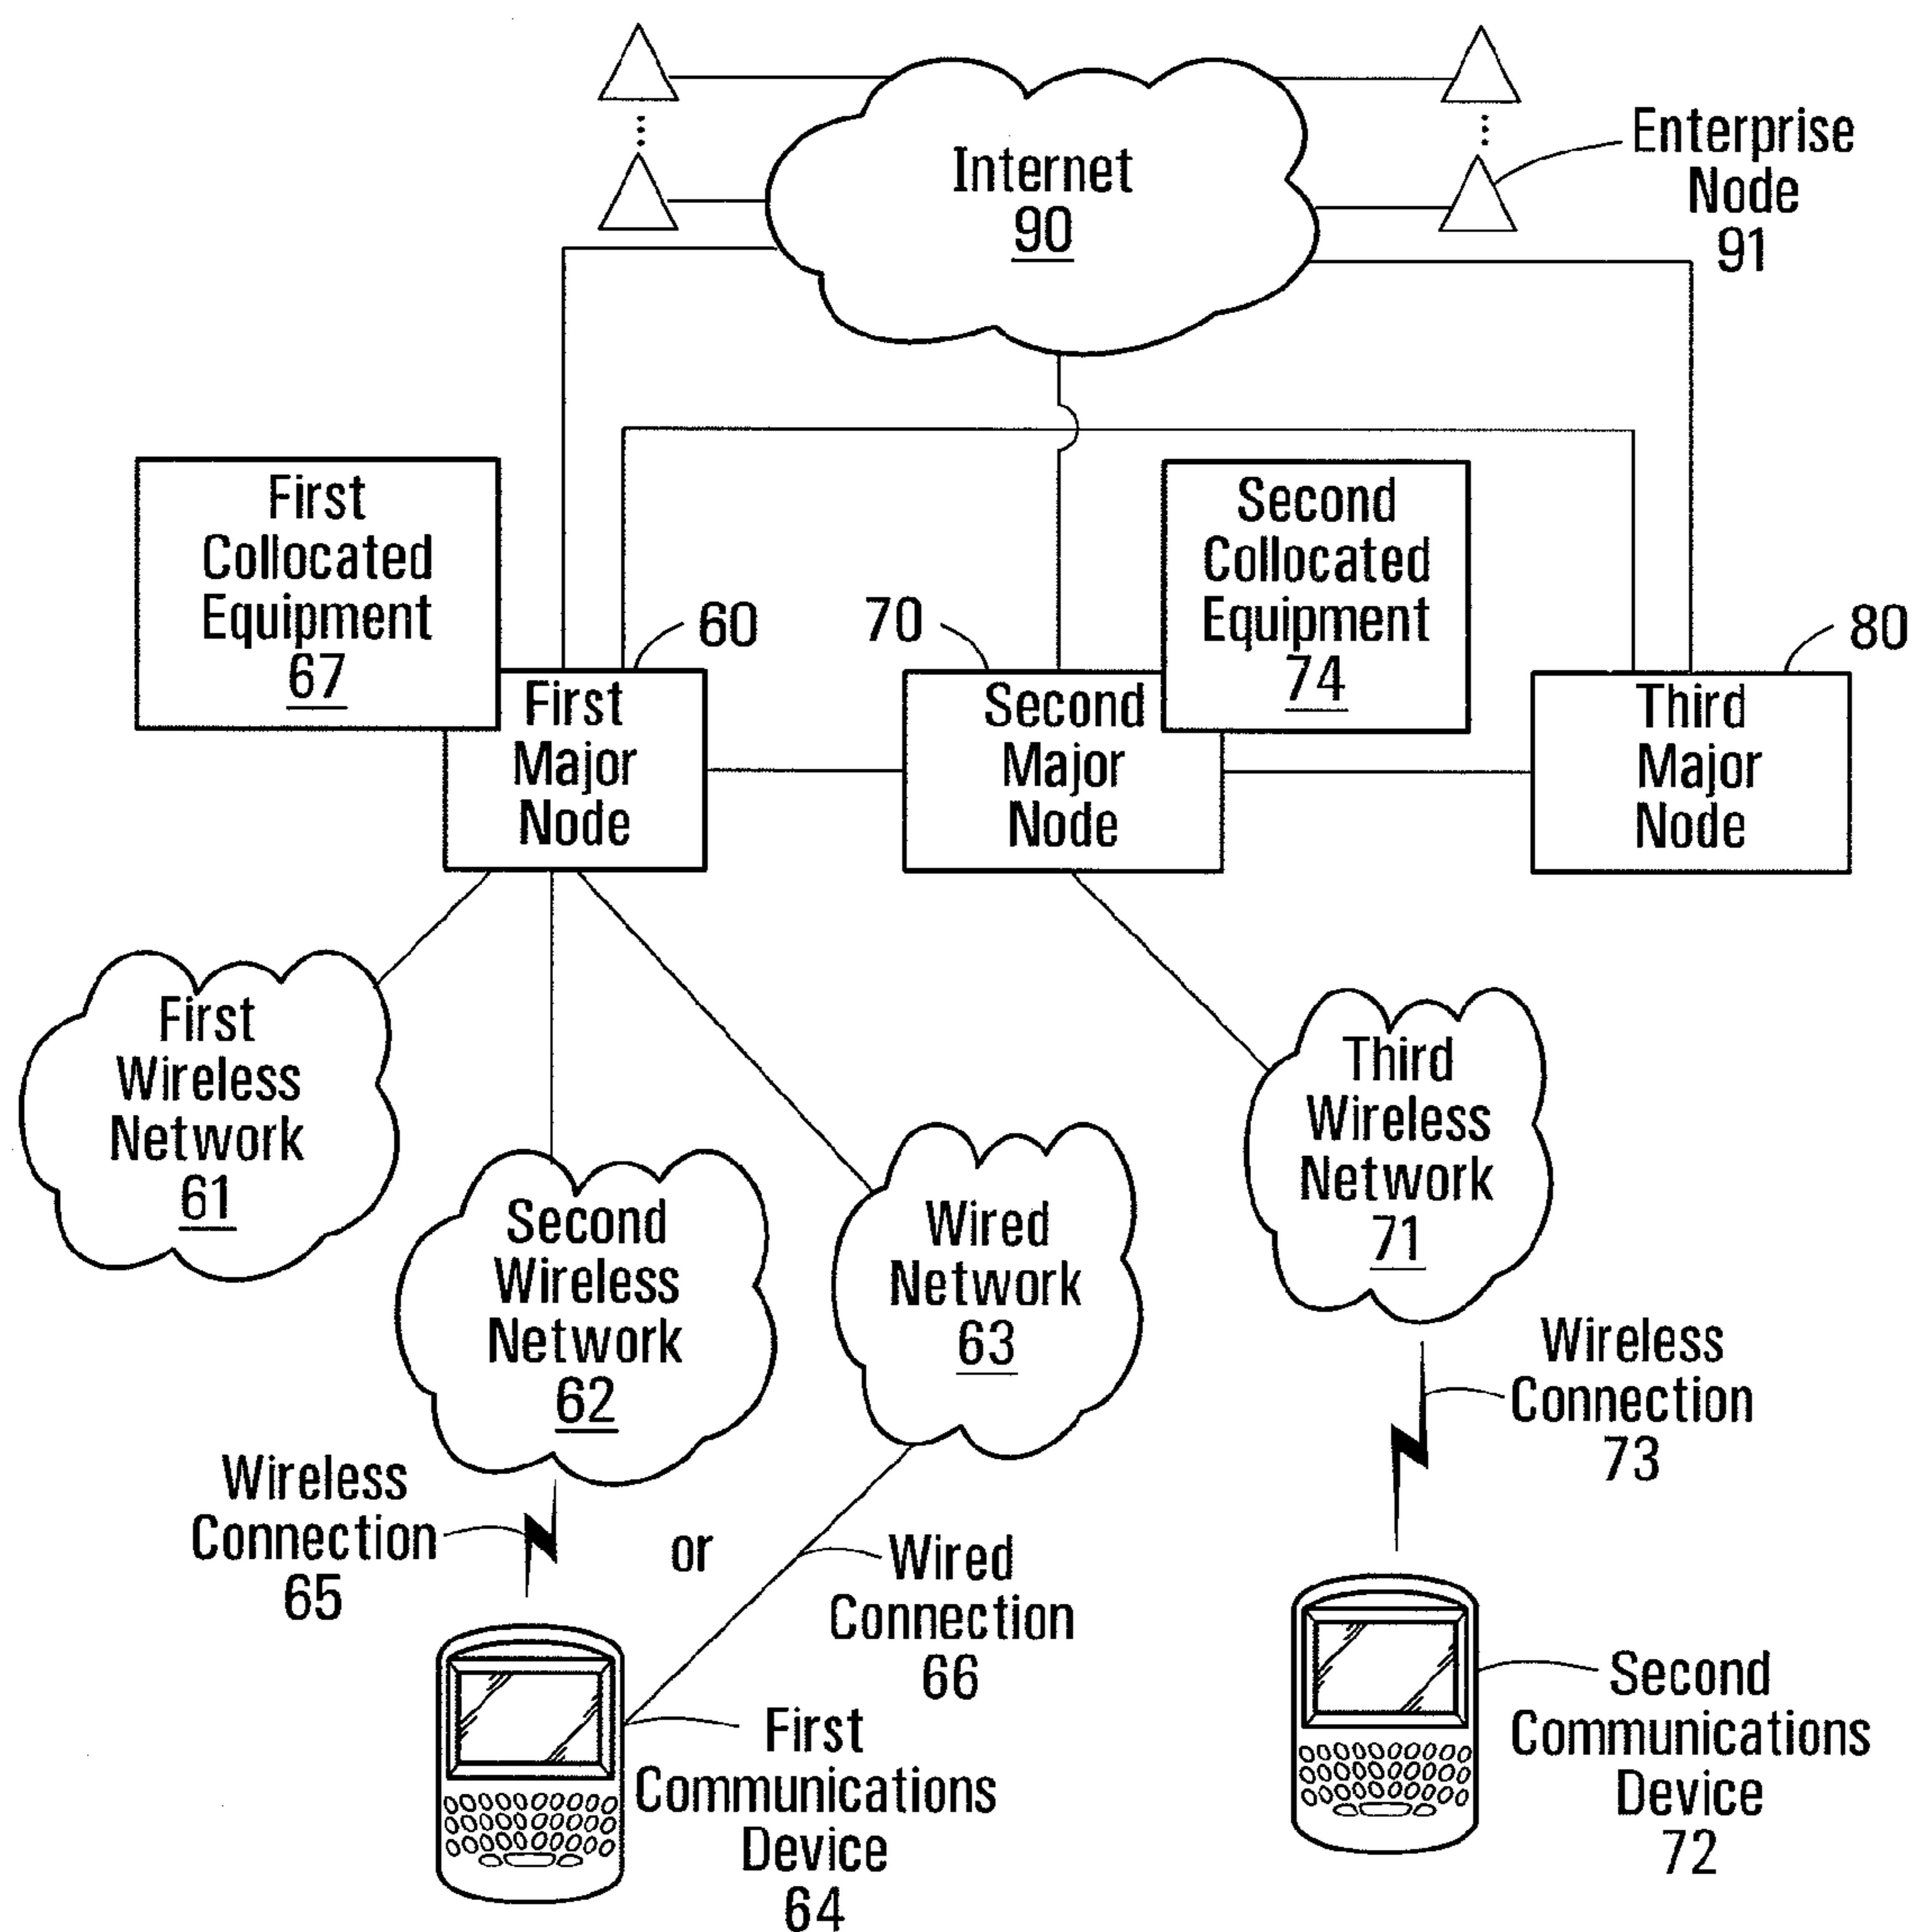 Internet
90
Enterprise
Node
91
First
Collocated
Equipment
67
60
70
Second
Collocated
Equipment
74
80
First
Major
Node
Second
Major
Node
Third
Major
Node
First
Wireless
Network
61
Second
Wireless
Network
62
Wired
Network
63
Third
Wireless
Network
71
Wireless
Connection
73
Wireless
Connection
65
or
Wired
Connection
66
First
Communications
Device
64
Second
Communications
Device
72